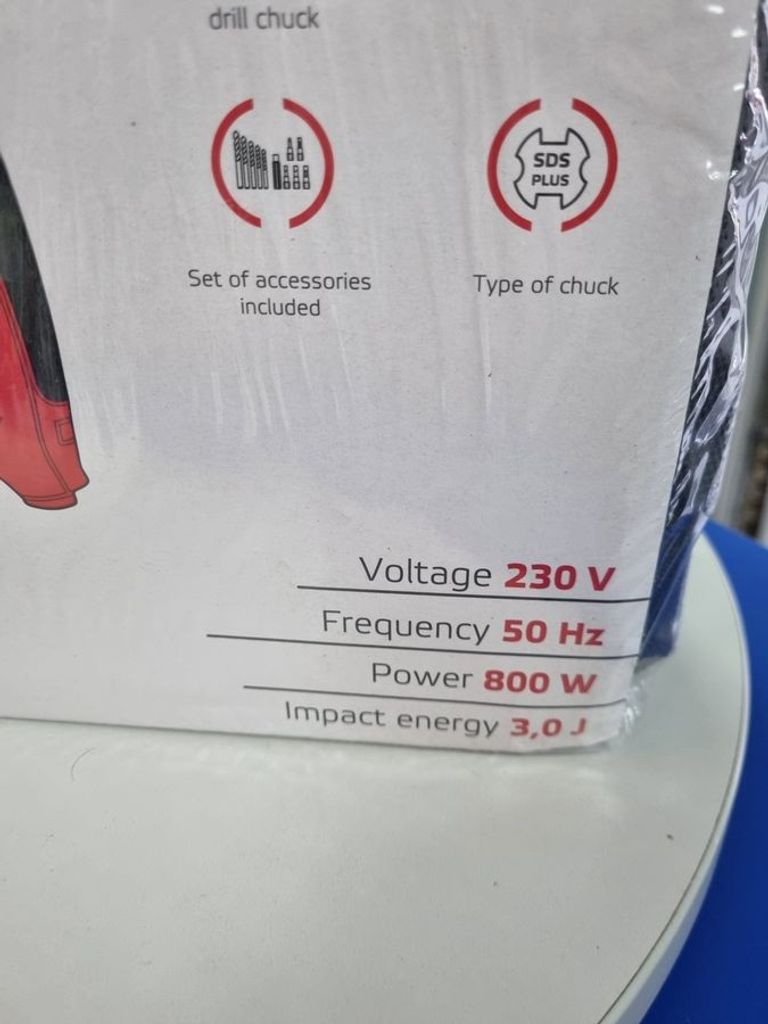 drill chuck
SDS
PLUS
Set of accessories
included
Type of chuck
Voltage 230 V
Frequency 50 Hz
Power 800 W
Impact energy 3,0 J